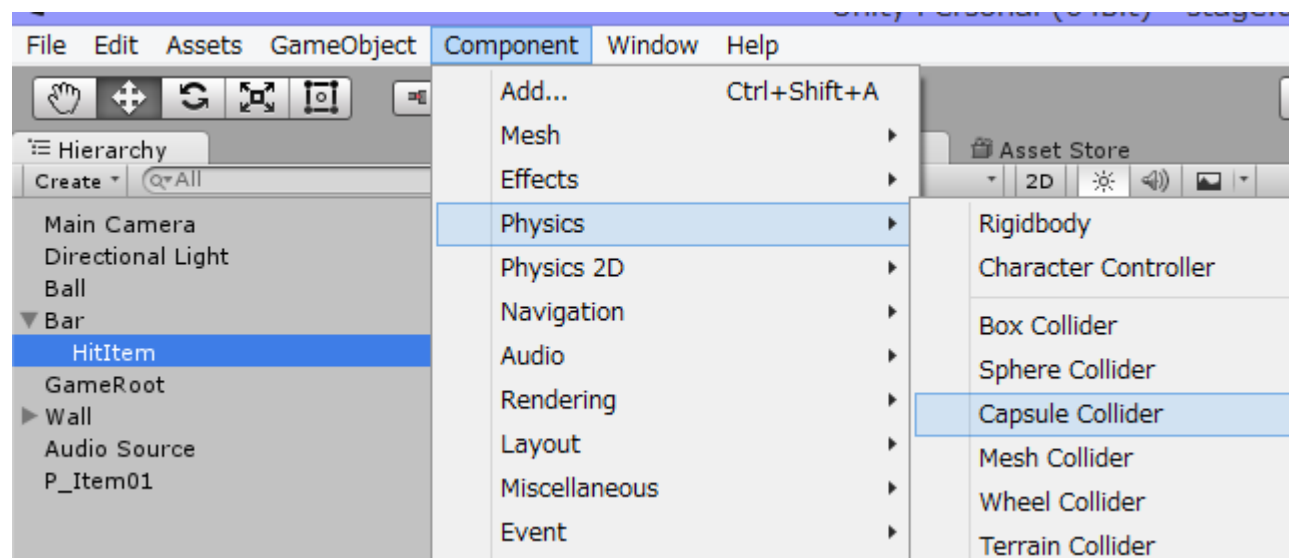 File Edit Assets GameObject Component Window Help
Add... Ctrl+Shift+A
Mesh
Effects
Physics
Physics 2D
Navigation
Audio
Rendering
Layout
Miscellaneous
Event
Hierarchy
Create All
Main Camera
Directional Light
Ball
Bar
HitItem
GameRoot
Wall
Audio Source
P_Item01
Asset Store
2D
Rigidbody
Character Controller
Box Collider
Sphere Collider
Capsule Collider
Mesh Collider
Wheel Collider
Terrain Collider